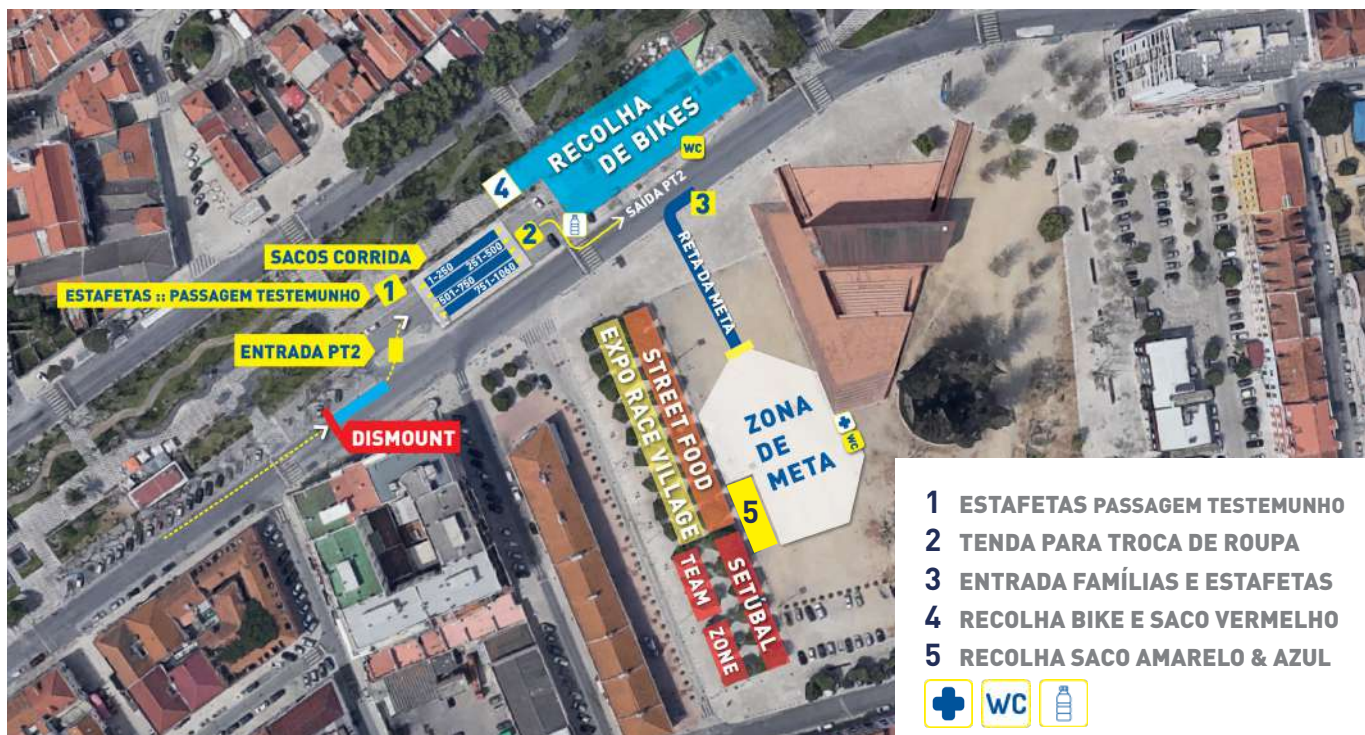 RECOLHA
DE BIKES
WC
4
SAÍDA PT2
3
2
SACOS CORRIDA
1-250
251-500
501-750
751-1060
ESTAFETAS :: PASSAGEM TESTEMUNHO
1
ENTRADA PT2
DISMOUNT
RETA DA META
EXPO RACE VILLAGE
STREET FOOD
ZONA
DE
META
WC
5
TEAM
ZONE
SETÚBAL
1 ESTAFETAS PASSAGEM TESTEMUNHO
2 TENDA PARA TROCA DE ROUPA
3 ENTRADA FAMÍLIAS E ESTAFETAS
4 RECOLHA BIKE E SACO VERMELHO
5 RECOLHA SACO AMARELO & AZUL
WC